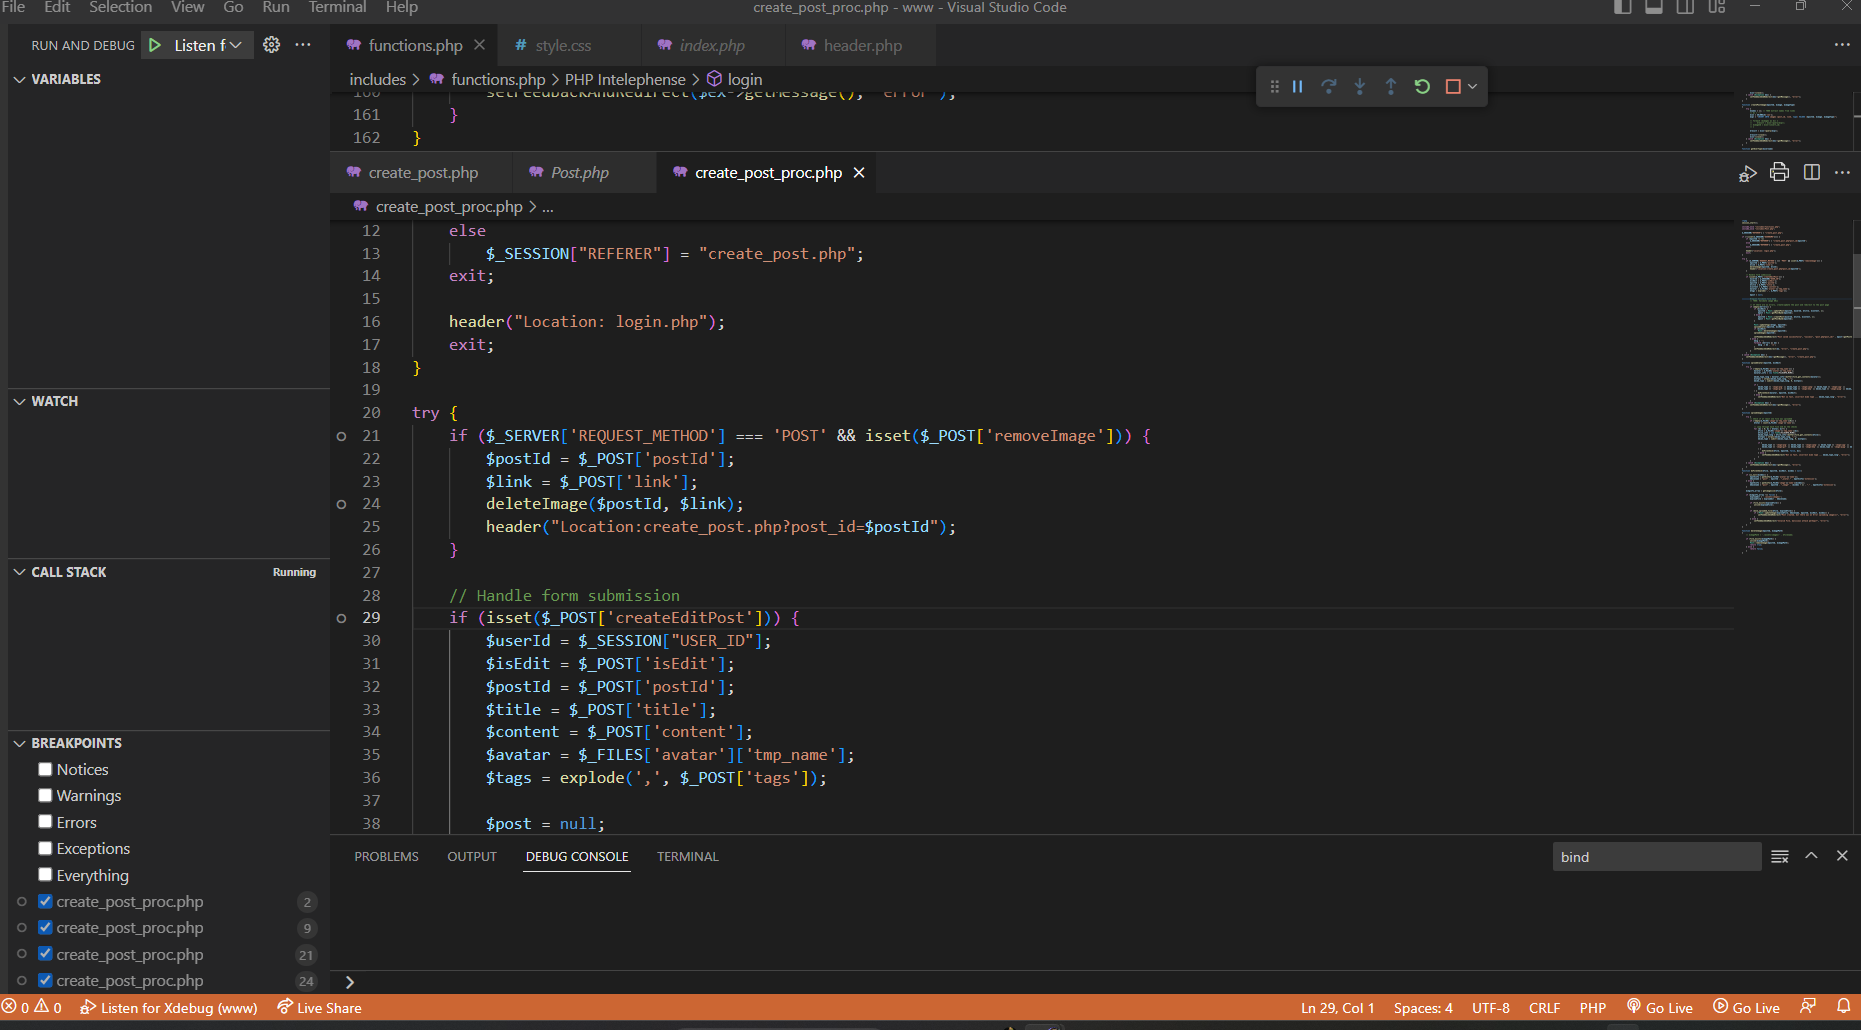 File Edit Selection View Go Run Terminal Help create_post_proc.php - www - Visual Studio Code
RUN AND DEBUG Listen f
functions.php style.css index.php header.php
VARIABLES
includes > functions.php > PHP Intelephense > login
160 setFeedbackAndRedirect($ex->getMessage(), "error");
161 }
162 }
create_post.php Post.php create_post_proc.php
create_post_proc.php > ...
12 else
13 $_SESSION["REFERER"] = "create_post.php";
14 exit;
15
16 header("Location: login.php");
17 exit;
18 }
19
20 try {
21 if ($_SERVER['REQUEST_METHOD'] === 'POST' && isset($_POST['removeImage'])) {
22 $postId = $_POST['postId'];
23 $link = $_POST['link'];
24 deleteImage($postId, $link);
25 header("Location:create_post.php?post_id=$postId");
26 }
27
28 // Handle form submission
29 if (isset($_POST['createEditPost'])) {
30 $userId = $_SESSION["USER_ID"];
31 $isEdit = $_POST['isEdit'];
32 $postId = $_POST['postId'];
33 $title = $_POST['title'];
34 $content = $_POST['content'];
35 $avatar = $_FILES['avatar']['tmp_name'];
36 $tags = explode(',', $_POST['tags']);
37
38 $post = null;
WATCH
CALL STACK Running
BREAKPOINTS
Notices
Warnings
Errors
Exceptions
Everything
create_post_proc.php 2
create_post_proc.php 9
create_post_proc.php 21
create_post_proc.php 24
PROBLEMS OUTPUT DEBUG CONSOLE TERMINAL bind
>
0 0 Listen for Xdebug (www) Live Share Ln 29, Col 1 Spaces: 4 UTF-8 CRLF PHP Go Live Go Live